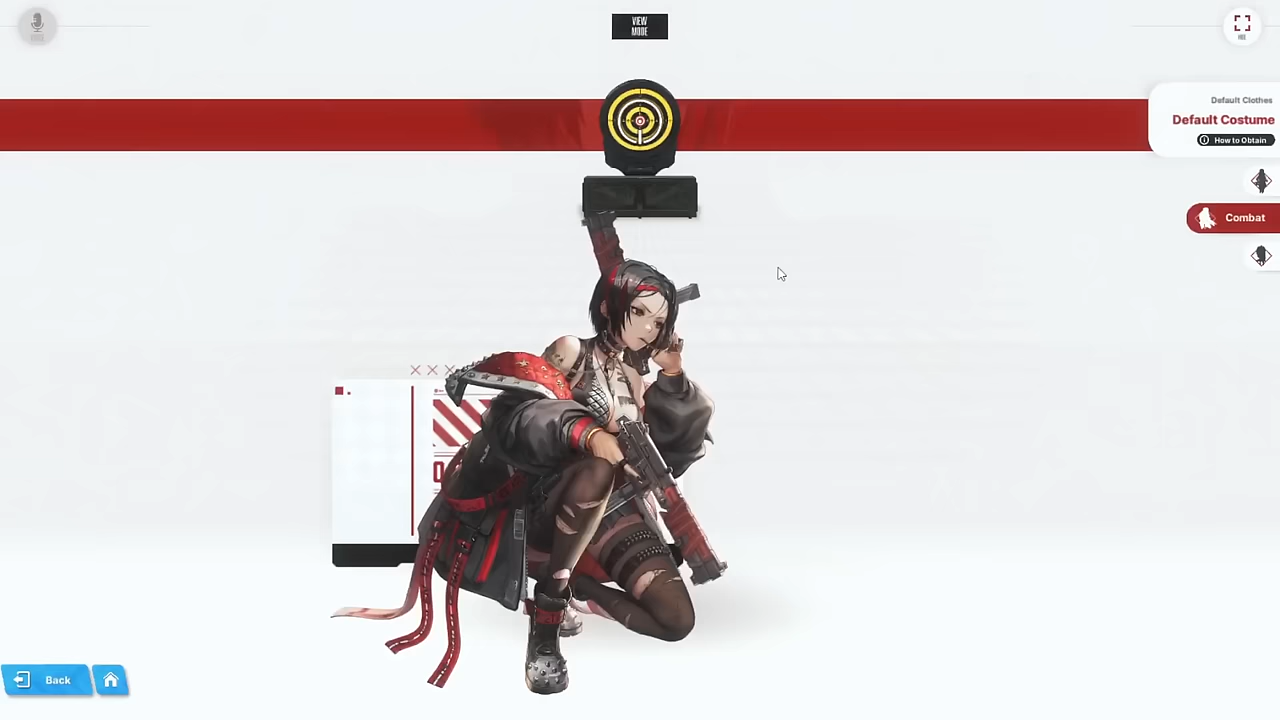 VIEW
MODE
Default Clothes
Default Costume
How to Obtain
Combat
Back